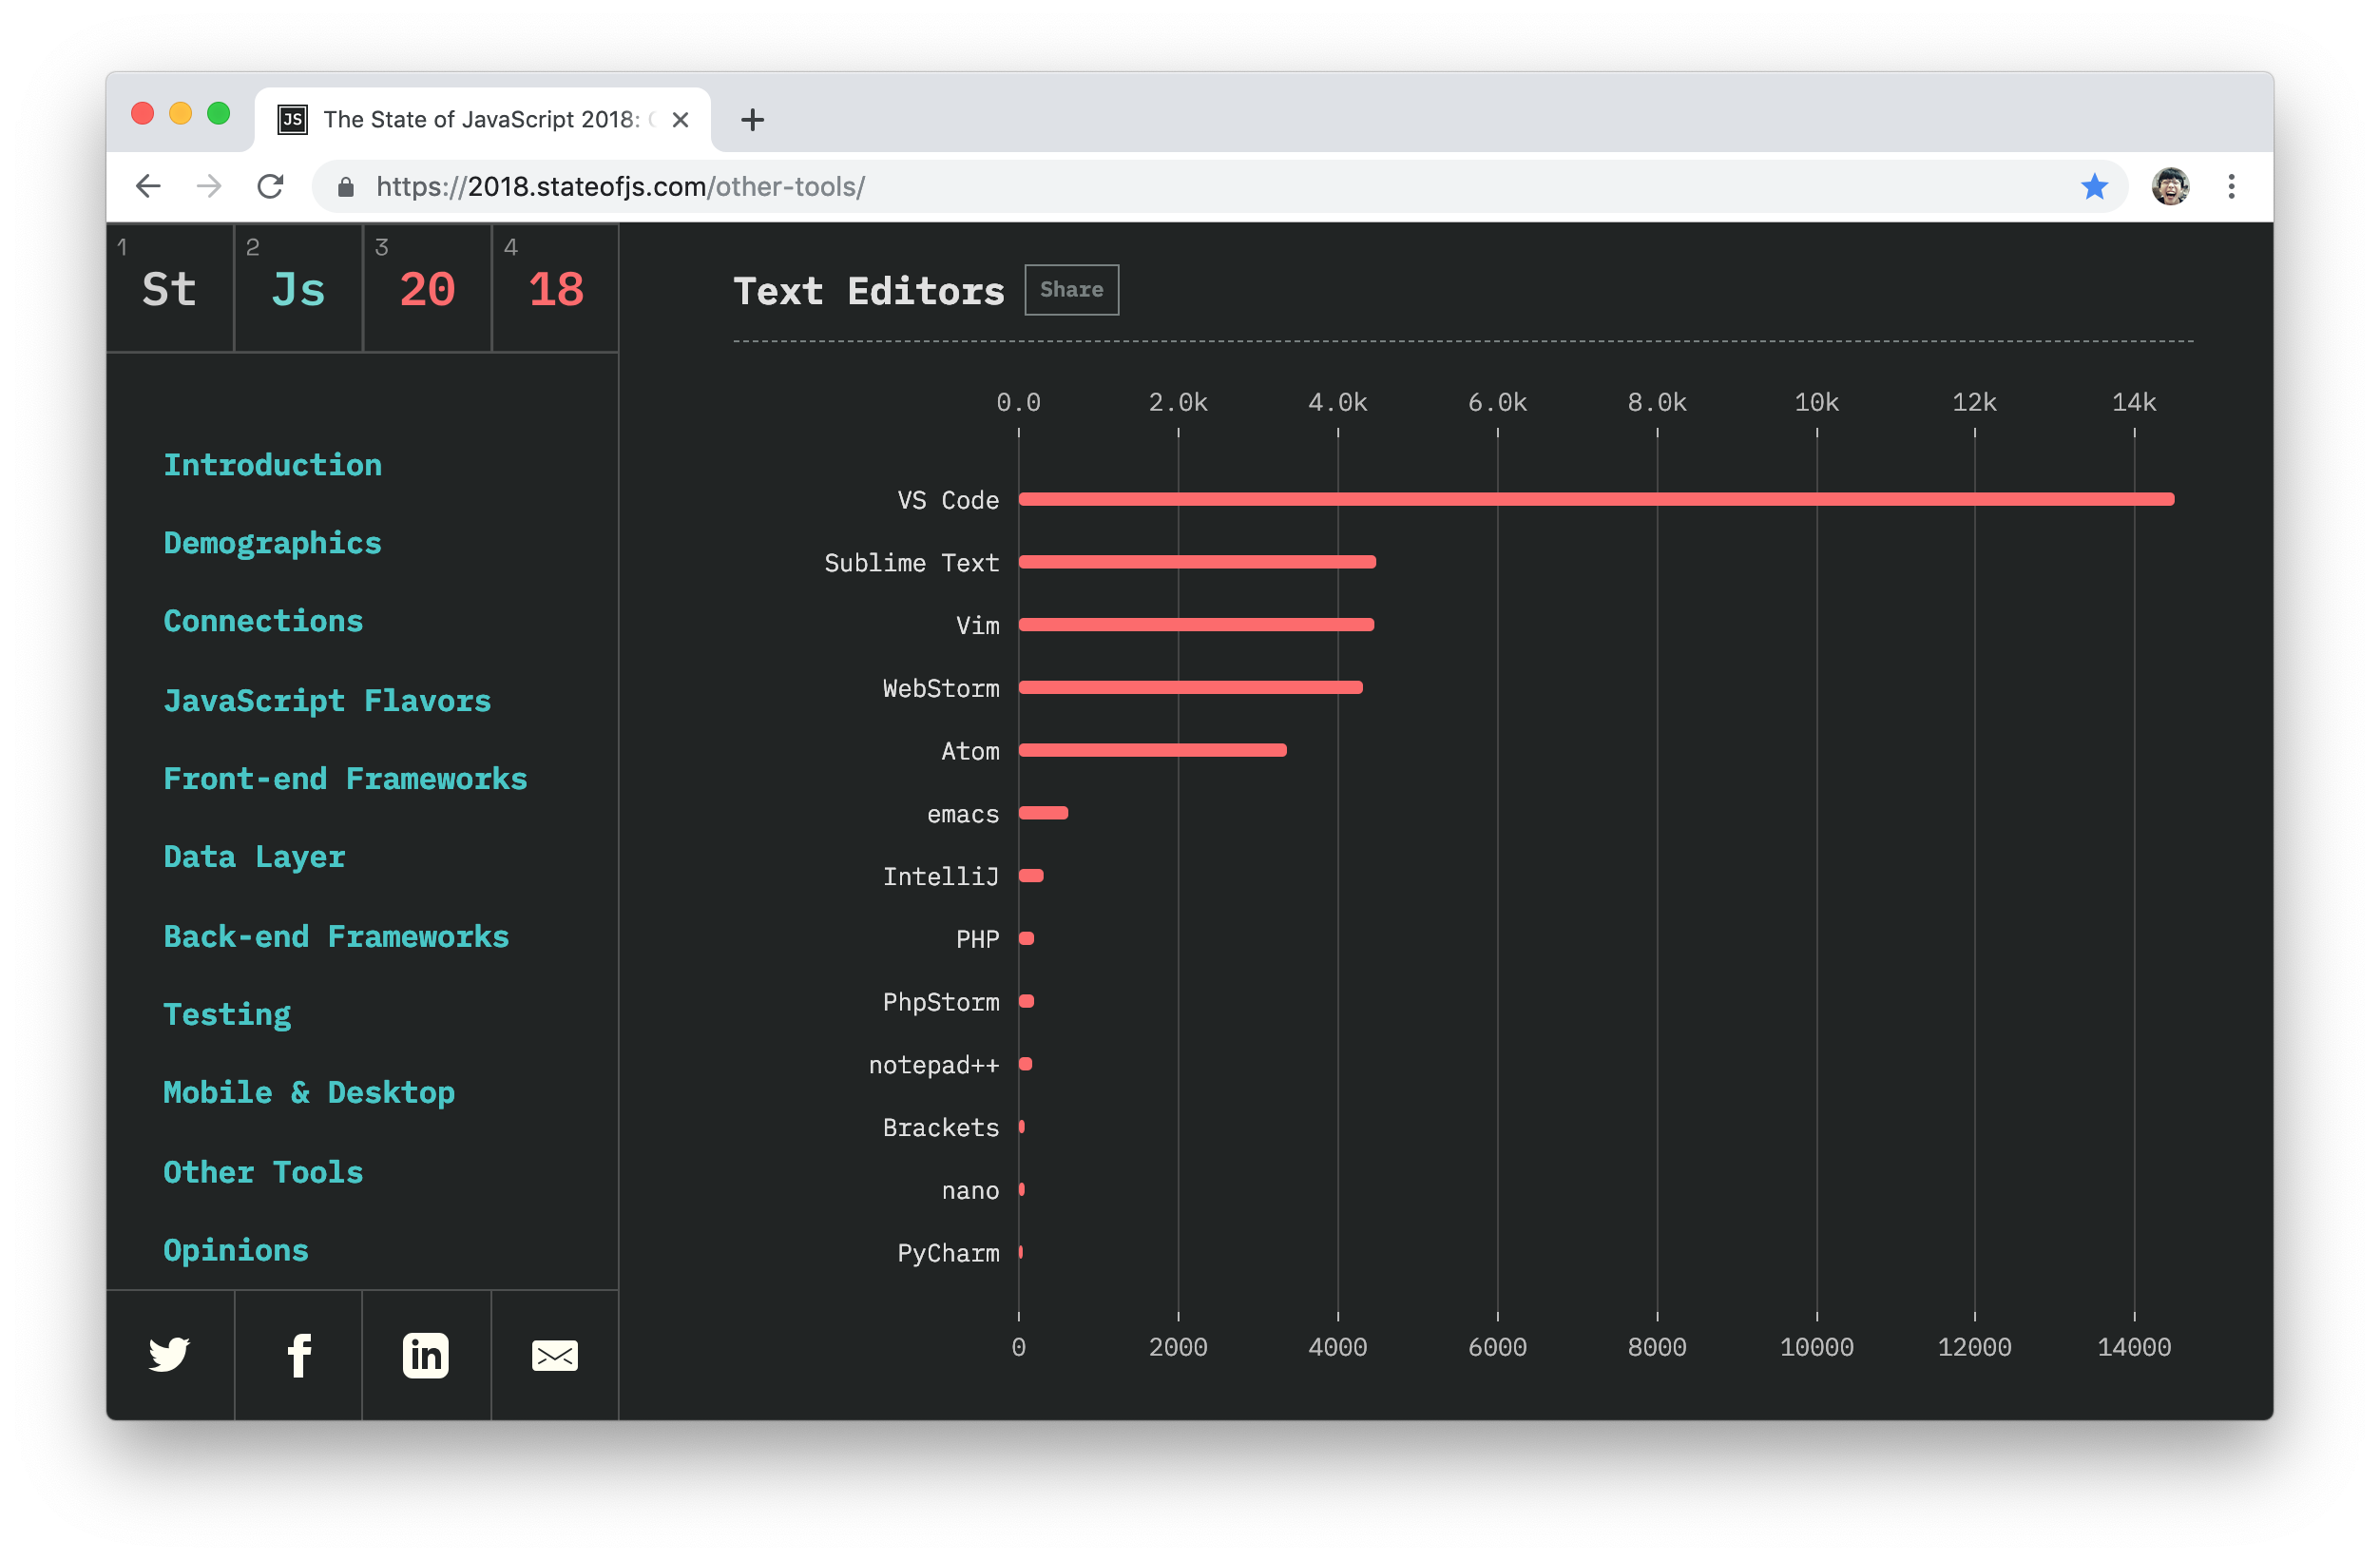 JS The State of JavaScript 2018:
https://2018.stateofjs.com/other-tools/
1 2 3 4
St Js 20 18
Introduction
Demographics
Connections
JavaScript Flavors
Front-end Frameworks
Data Layer
Back-end Frameworks
Testing
Mobile & Desktop
Other Tools
Opinions
f in
Text Editors Share
0.0 2.0k 4.0k 6.0k 8.0k 10k 12k 14k
VS Code
Sublime Text
Vim
WebStorm
Atom
emacs
IntelliJ
PHP
PhpStorm
notepad++
Brackets
nano
PyCharm
0 2000 4000 6000 8000 10000 12000 14000